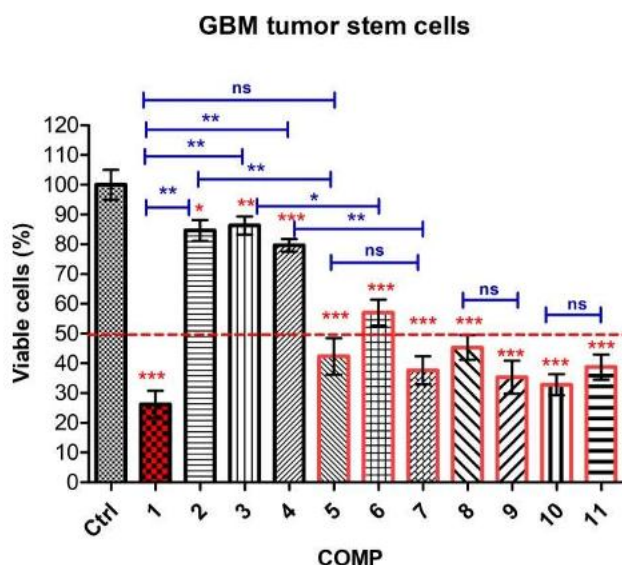 GBM tumor stem cells
ns
**
**
** ** *
* ** *** **
ns
*** *** *** *** ns ns
*** *** *** ***
Viable cells (%)
120
110
100
90
80
70
60
50
40
30
20
10
0
Ctrl 1 2 3 4 5 6 7 8 9 10 11
COMP